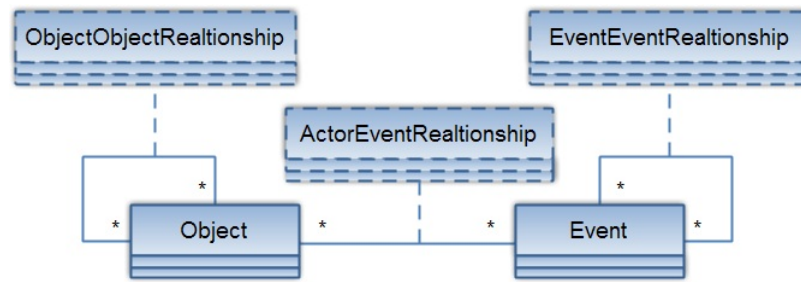 ObjectObjectRealtionship
EventEventRealtionship
ActorEventRealtionship
*
*
*
*
*
*
Object
Event